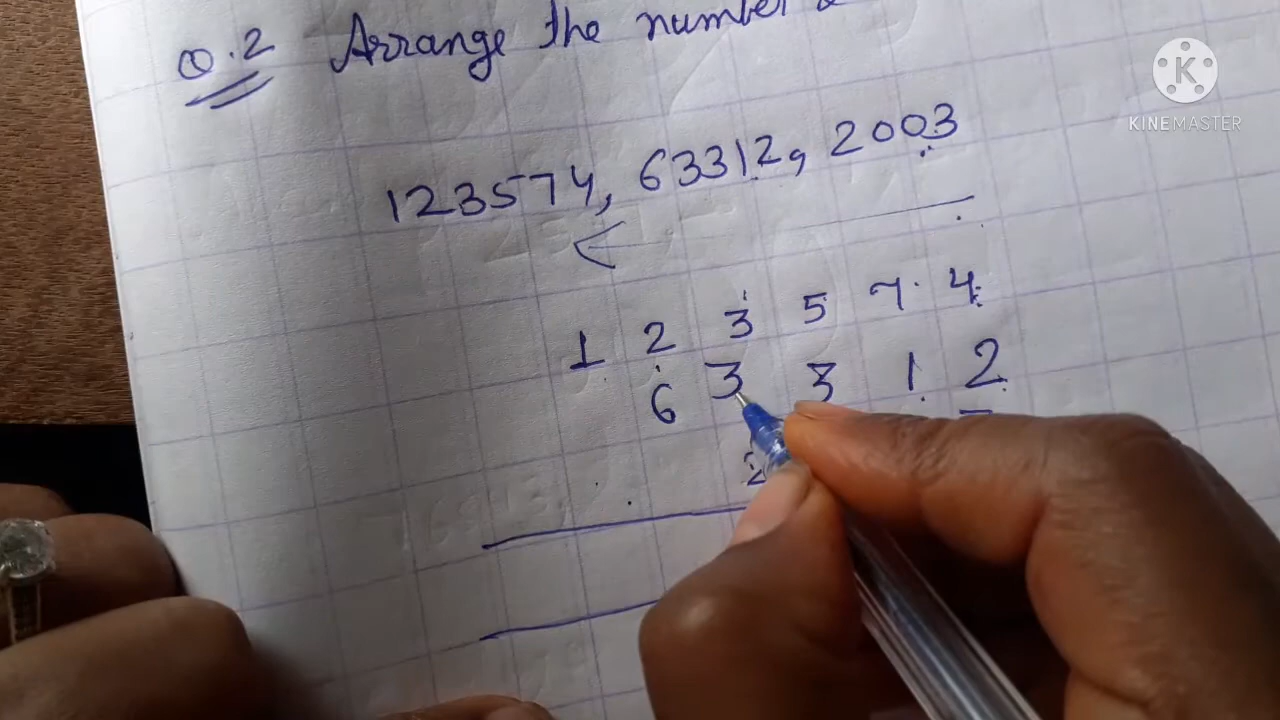 Q.2 Arrange the number
K
KINEMASTER
123574, 63312, 2003
1 2 3 5 7 4
6 3 3 1 2
2